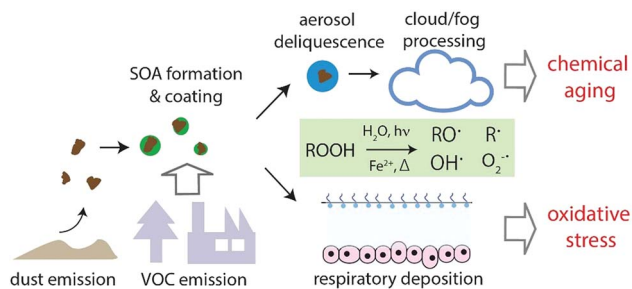 aerosol
deliquescence
cloud/fog
processing
SOA formation
& coating
chemical
aging
ROOH
H₂O, hν
Fe²⁺, Δ
RO· R·
OH· O₂⁻·
oxidative
stress
dust emission
VOC emission
respiratory deposition